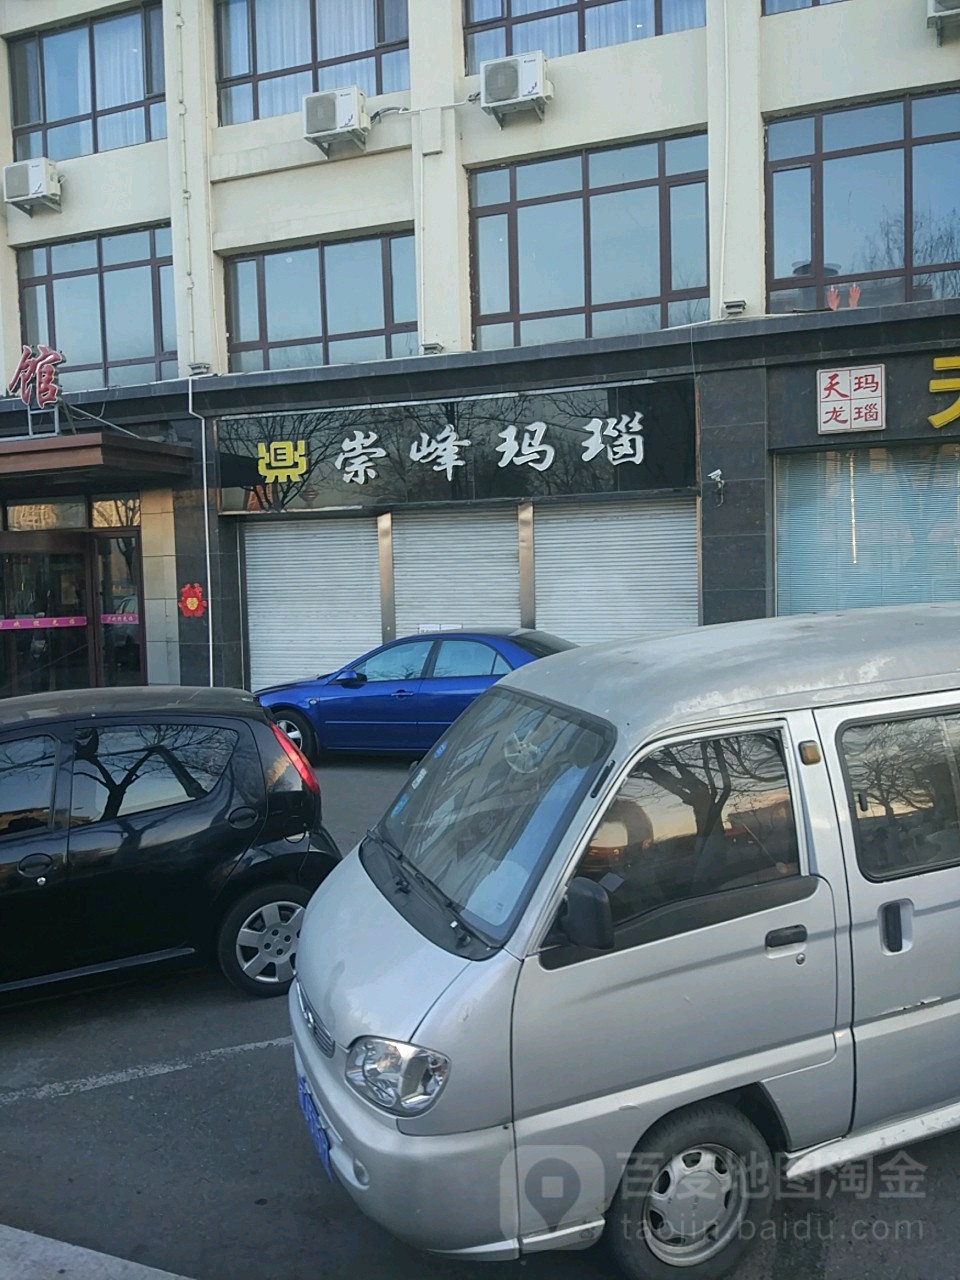 馆
崇峰玛瑙
天玛
龙瑙
百度地图淘金
taojin.baidu.com